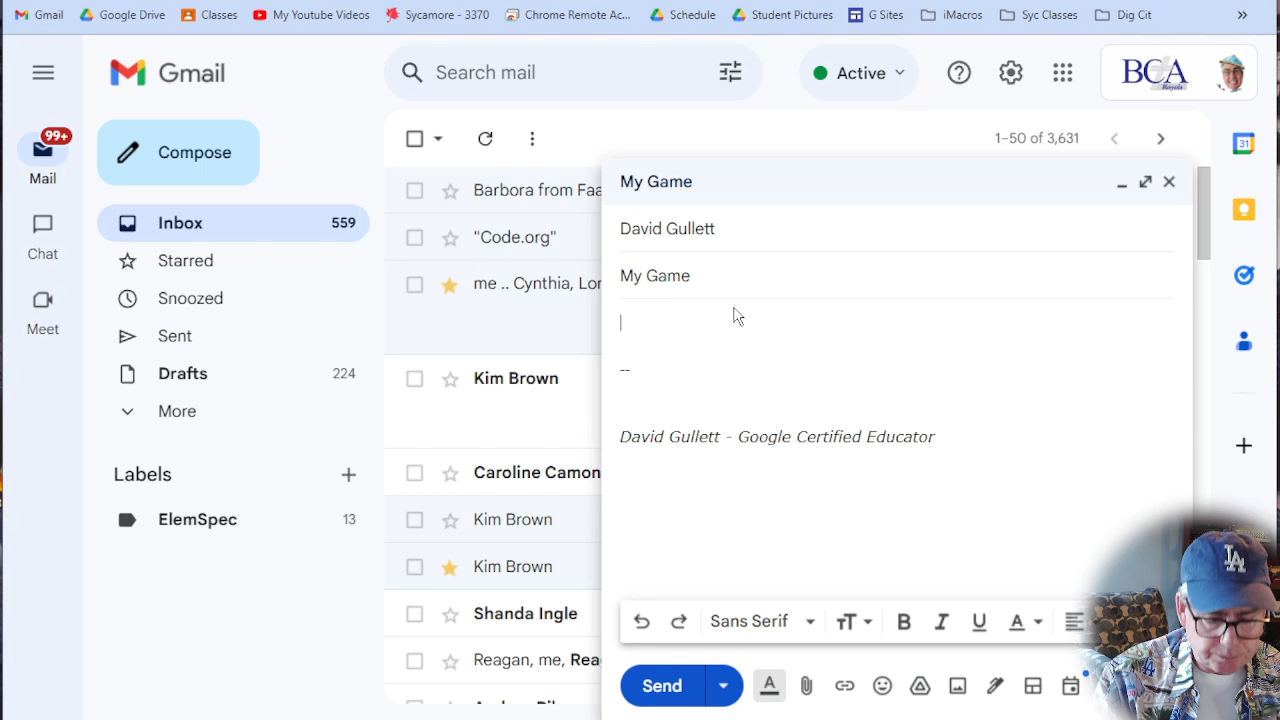 Gmail Google Drive Classes My Youtube Videos Sycamore - 3370 Chrome Remote Ac... Schedule Student Pictures G Sites iMacros Syc Classes Dig Cit »
Gmail Search mail Active BCA Royals
99+
Mail
Compose
1–50 of 3,631
31
Inbox 559
Chat
Starred
Snoozed
Meet
Sent
Drafts 224
More
Labels +
ElemSpec 13
Barbora from Faa
"Code.org"
me .. Cynthia, Lor
Kim Brown
Caroline Camon
Kim Brown
Kim Brown
Shanda Ingle
Reagan, me, Rea
My Game
David Gullett
My Game
--
David Gullett - Google Certified Educator
Sans Serif B I U A
Send A
LA